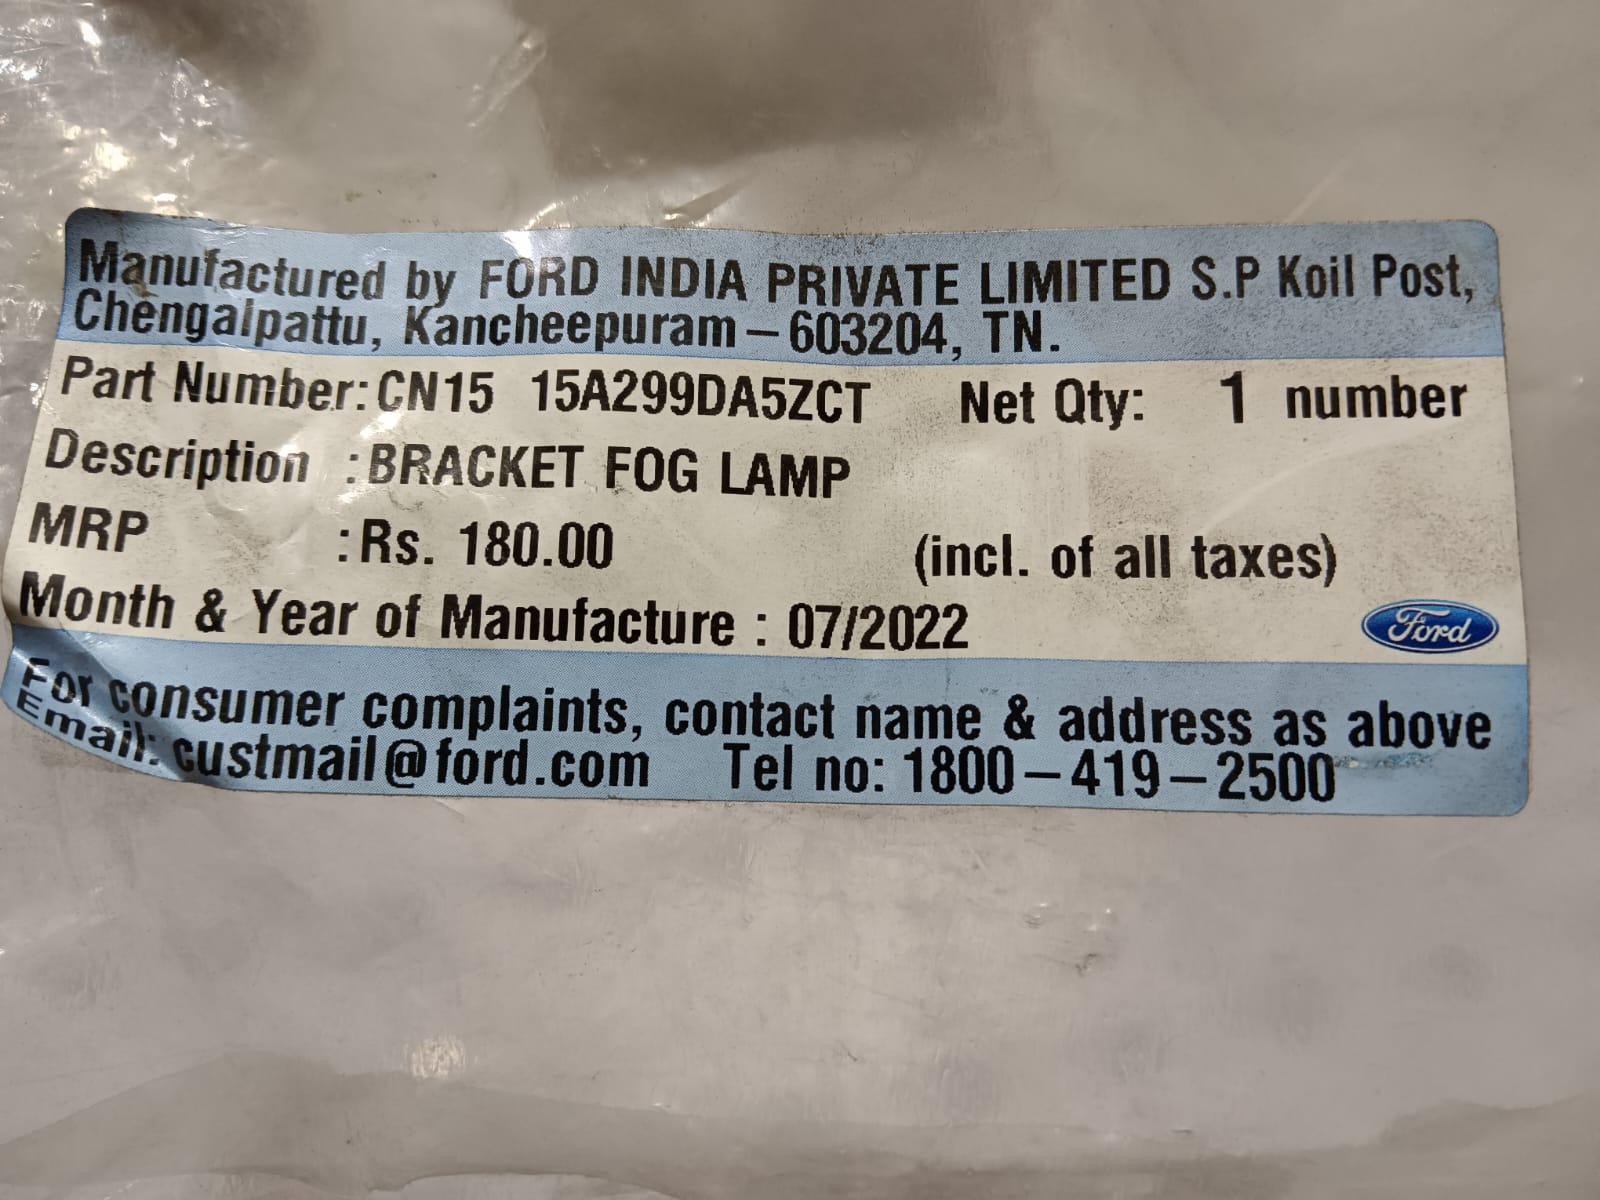 Manufactured by FORD INDIA PRIVATE LIMITED S.P Koil Post,
Chengalpattu, Kancheepuram – 603204, TN.
Part Number: CN15 15A299DA5ZCT Net Qty: 1 number
Description : BRACKET FOG LAMP
MRP : Rs. 180.00 (incl. of all taxes)
Month & Year of Manufacture : 07/2022
Ford
For consumer complaints, contact name & address as above
Email: custmail@ford.com Tel no: 1800–419–2500